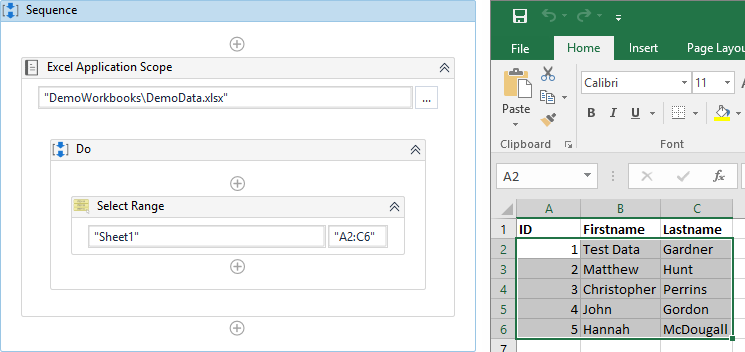 Sequence
Excel Application Scope
"DemoWorkbooks\DemoData.xlsx"
...
Do
Select Range
"Sheet1" "A2:C6"
File Home Insert Page Layou
Paste
Calibri 11 A
B I U
Clipboard Font
A2 fx
A B C
1 ID Firstname Lastname
2 1 Test Data Gardner
3 2 Matthew Hunt
4 3 Christopher Perrins
5 4 John Gordon
6 5 Hannah McDougall
7